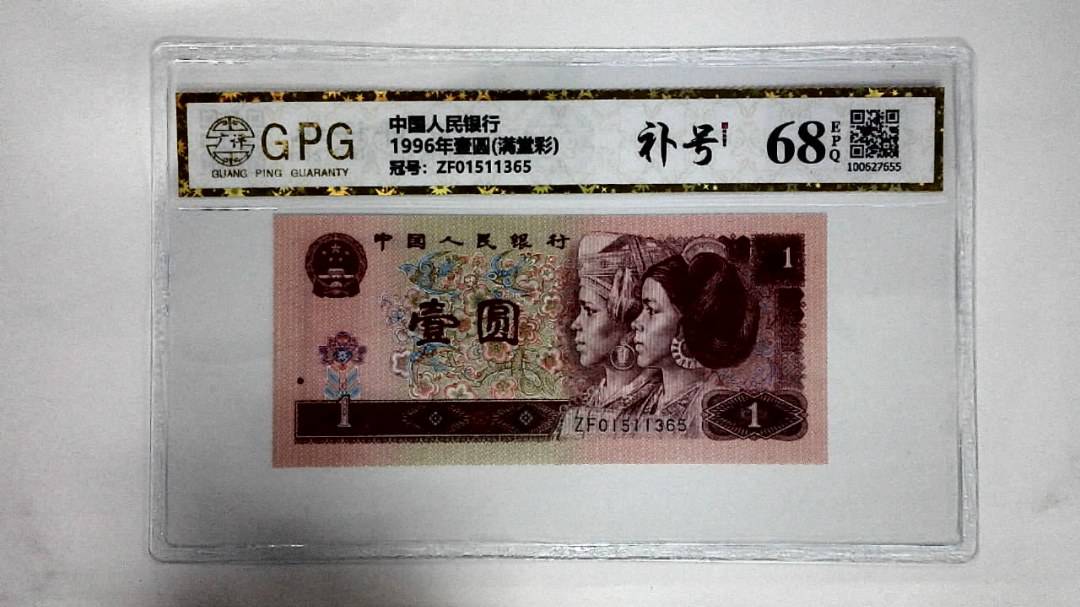 广评
GPG
GUANG PING GUARANTY
中国人民银行
1996年壹圆(满堂彩)
冠号：ZF01511365
补号
68
EPQ
100627655
中国人民银行
壹圆
1
1
1
ZF01511365